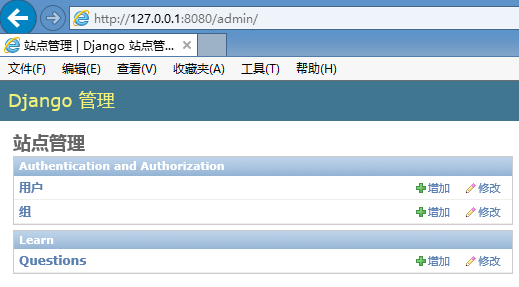 http://127.0.0.1:8080/admin/
站点管理 | Django 站点管...
文件(F) 编辑(E) 查看(V) 收藏夹(A) 工具(T) 帮助(H)
Django 管理
站点管理
Authentication and Authorization
用户 增加 修改
组 增加 修改
Learn
Questions 增加 修改